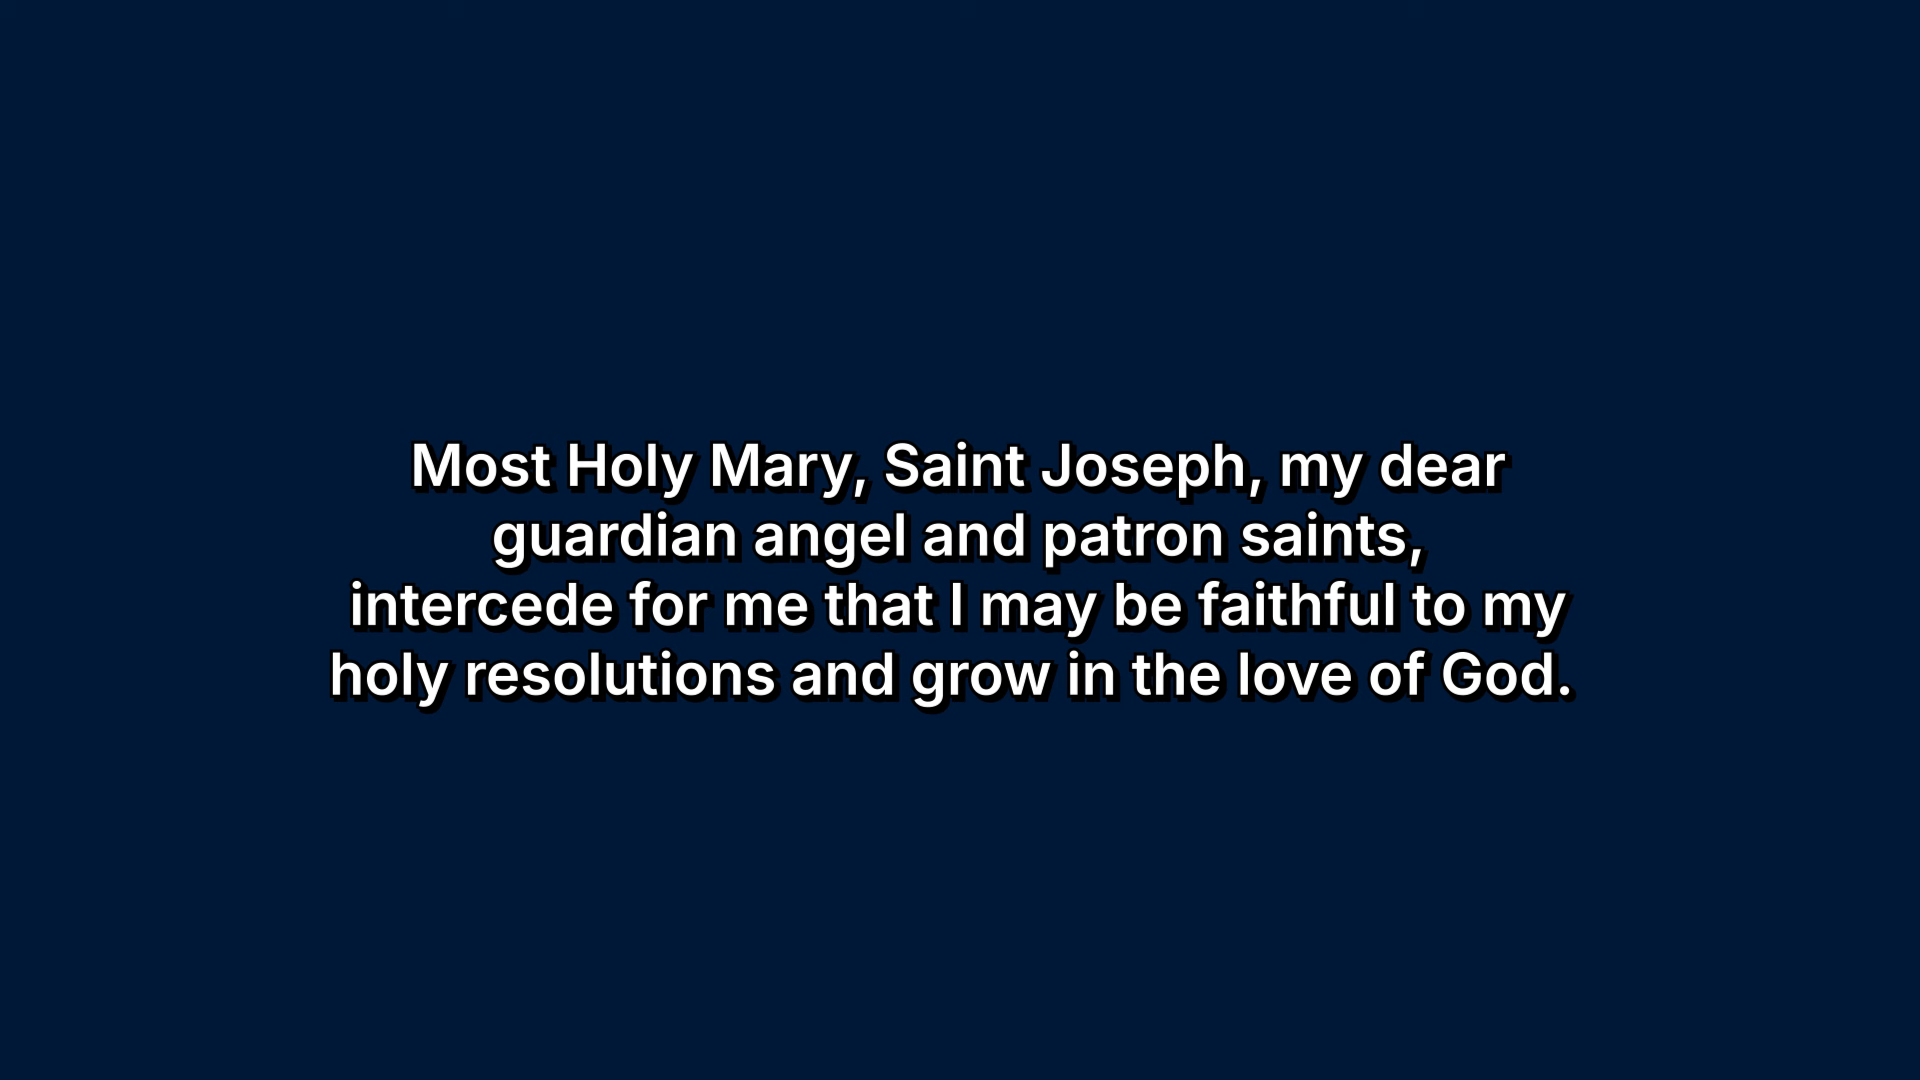 Most Holy Mary, Saint Joseph, my dear
guardian angel and patron saints,
intercede for me that I may be faithful to my
holy resolutions and grow in the love of God.